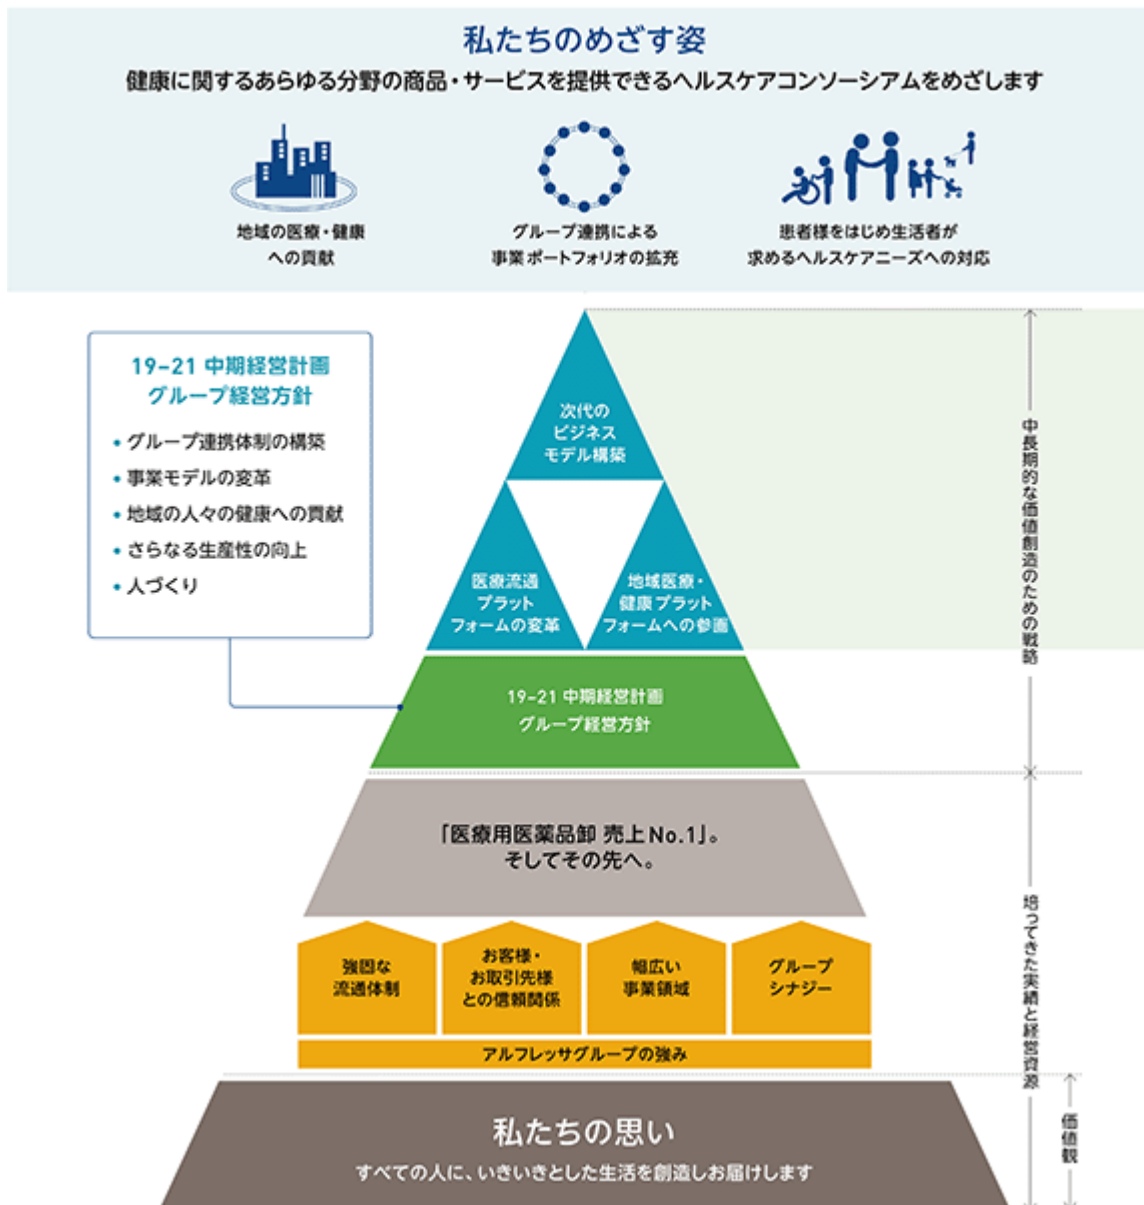 私たちのめざす姿
健康に関するあらゆる分野の商品・サービスを提供できるヘルスケアコンソーシアムをめざします
地域の医療・健康
への貢献
グループ連携による
事業ポートフォリオの拡充
患者様をはじめ生活者が
求めるヘルスケアニーズへの対応
19–21 中期経営計画
グループ経営方針
• グループ連携体制の構築
• 事業モデルの変革
• 地域の人々の健康への貢献
• さらなる生産性の向上
• 人づくり
次代の
ビジネス
モデル構築
医療流通
プラット
フォームの変革
地域医療・
健康プラット
フォームへの参画
19–21 中期経営計画
グループ経営方針
「医療用医薬品卸 売上No.1」。
そしてその先へ。
強固な
流通体制
お客様・
お取引先様
との信頼関係
幅広い
事業領域
グループ
シナジー
アルフレッサグループの強み
私たちの思い
すべての人に、いきいきとした生活を創造しお届けします
中長期的な価値創造のための戦略
培ってきた実績と経営資源
価値観